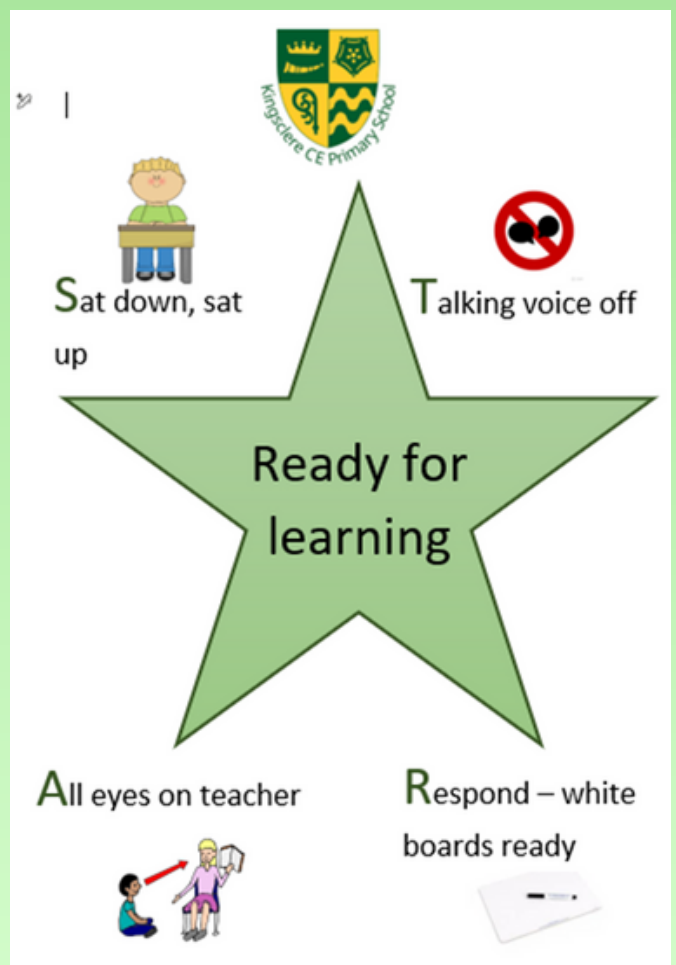 Kingsclere CE Primary School
Sat down, sat
up
Talking voice off
Ready for
learning
All eyes on teacher
Respond – white
boards ready